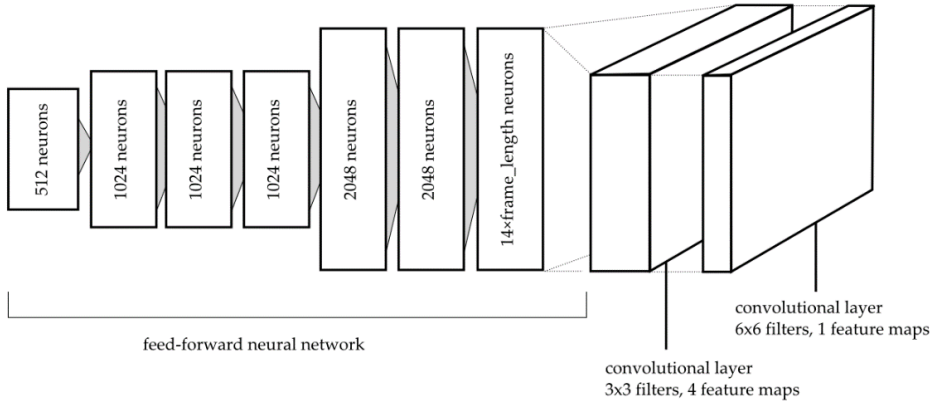 512 neurons
1024 neurons
1024 neurons
1024 neurons
2048 neurons
2048 neurons
14×frame_length neurons
feed-forward neural network
convolutional layer
6x6 filters, 1 feature maps
convolutional layer
3x3 filters, 4 feature maps